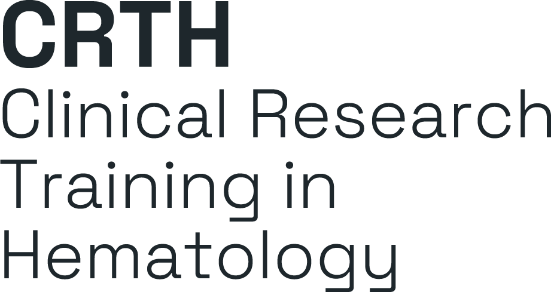 CRTH
Clinical Research
Training in
Hematology